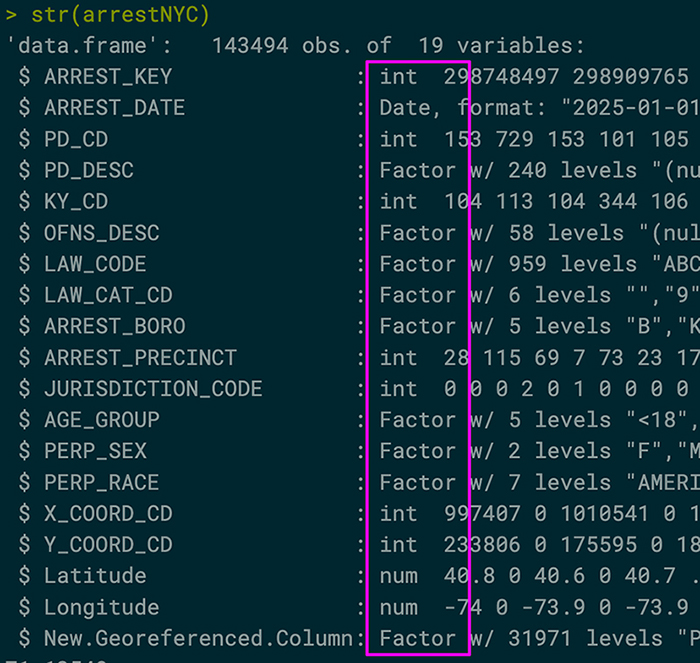 > str(arrestNYC)
'data.frame':   143494 obs. of  19 variables:
 $ ARREST_KEY              : int  298748497 298909765
 $ ARREST_DATE             : Date, format: "2025-01-01
 $ PD_CD                   : int  153 729 153 101 105
 $ PD_DESC                 : Factor w/ 240 levels "(nu
 $ KY_CD                   : int  104 113 104 344 106
 $ OFNS_DESC               : Factor w/ 58 levels "(nul
 $ LAW_CODE                : Factor w/ 959 levels "ABC
 $ LAW_CAT_CD              : Factor w/ 6 levels "","9"
 $ ARREST_BORO             : Factor w/ 5 levels "B","K
 $ ARREST_PRECINCT         : int  28 115 69 7 73 23 17
 $ JURISDICTION_CODE       : int  0 0 0 2 0 1 0 0 0 0
 $ AGE_GROUP               : Factor w/ 5 levels "<18",
 $ PERP_SEX                : Factor w/ 2 levels "F","M
 $ PERP_RACE               : Factor w/ 7 levels "AMERI
 $ X_COORD_CD              : int  997407 0 1010541 0 1
 $ Y_COORD_CD              : int  233806 0 175595 0 18
 $ Latitude                : num  40.8 0 40.6 0 40.7 .
 $ Longitude               : num  -74 0 -73.9 0 -73.9
 $ New.Georeferenced.Column: Factor w/ 31971 levels "P